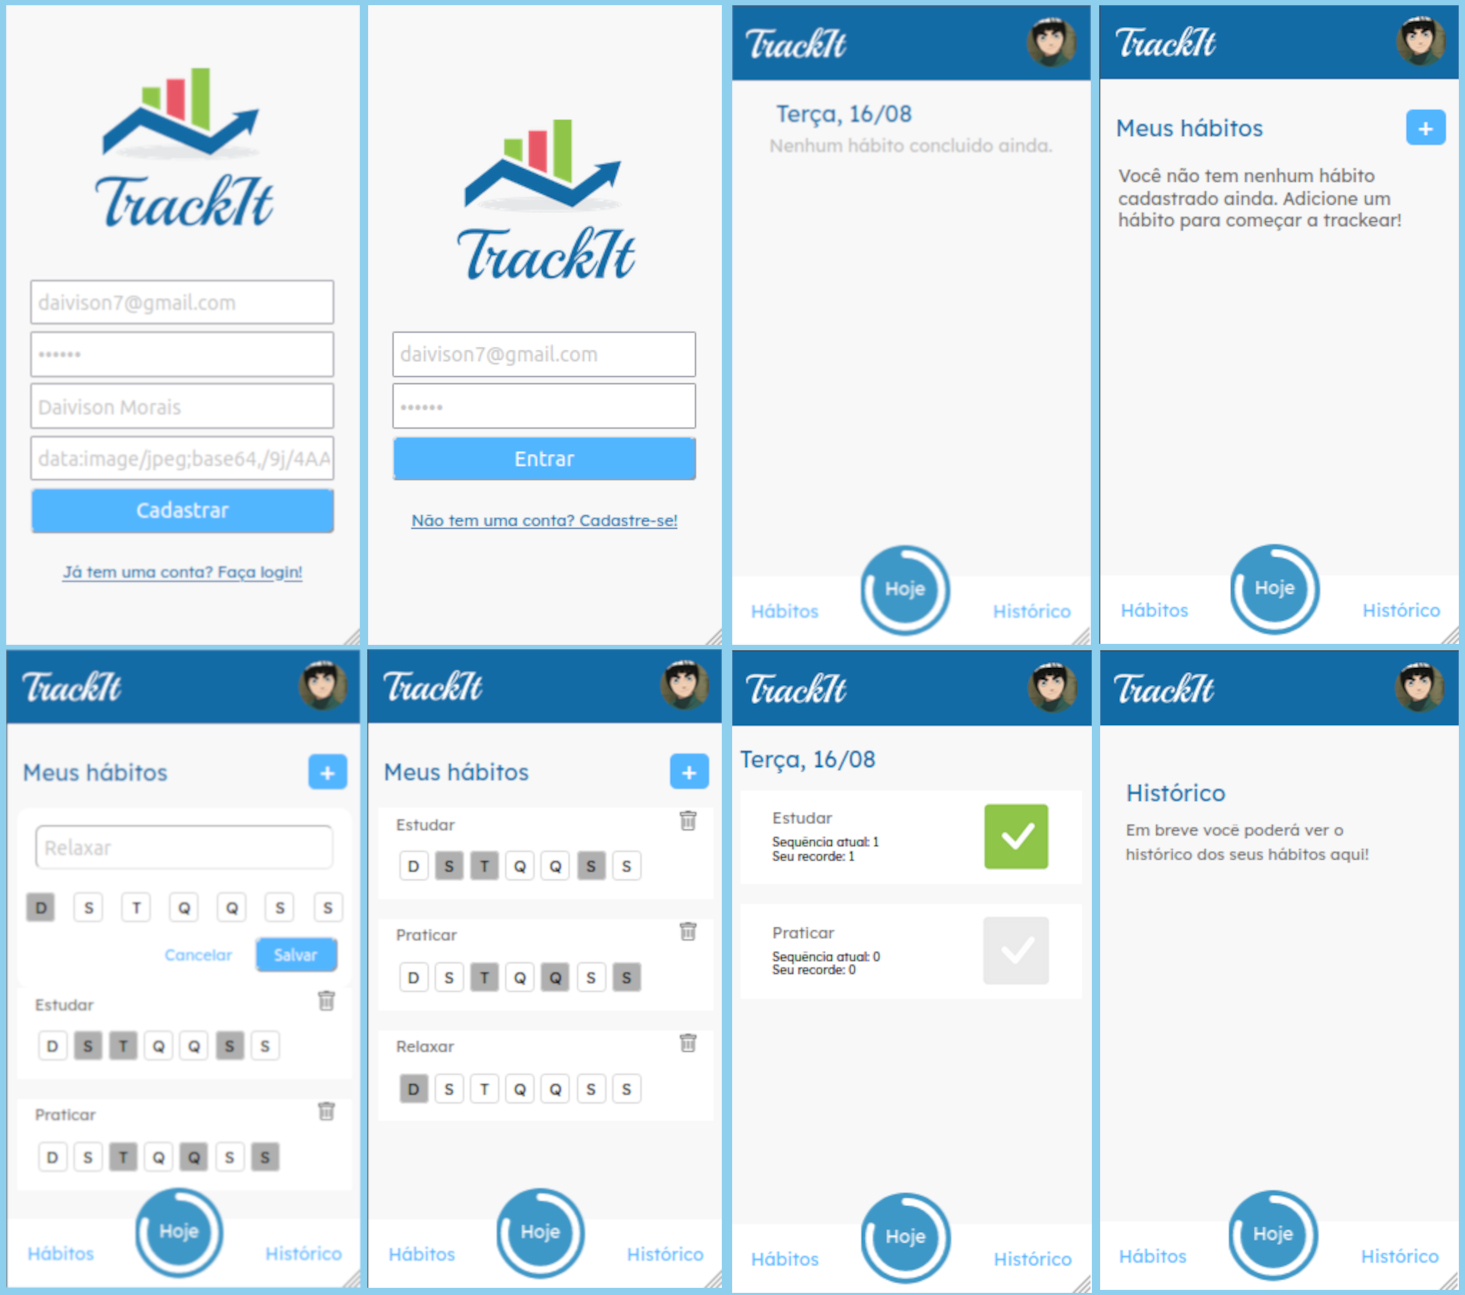 TrackIt
daivison7@gmail.com
••••••
Daivison Morais
data:image/jpeg;base64,/9j/4AA
Cadastrar
Já tem uma conta? Faça login!
TrackIt
daivison7@gmail.com
••••••
Entrar
Não tem uma conta? Cadastre-se!
TrackIt
Terça, 16/08
Nenhum hábito concluido ainda.
Hábitos
Hoje
Histórico
TrackIt
Meus hábitos
+
Você não tem nenhum hábito
cadastrado ainda. Adicione um
hábito para começar a trackear!
Hábitos
Hoje
Histórico
TrackIt
Meus hábitos
+
Relaxar
D S T Q Q S S
Cancelar
Salvar
Estudar
D S T Q Q S S
Praticar
D S T Q Q S S
Hábitos
Hoje
Histórico
TrackIt
Meus hábitos
+
Estudar
D S T Q Q S S
Praticar
D S T Q Q S S
Relaxar
D S T Q Q S S
Hábitos
Hoje
Histórico
TrackIt
Terça, 16/08
Estudar
Sequência atual: 1
Seu recorde: 1
Praticar
Sequência atual: 0
Seu recorde: 0
Hábitos
Hoje
Histórico
TrackIt
Histórico
Em breve você poderá ver o
histórico dos seus hábitos aqui!
Hábitos
Hoje
Histórico